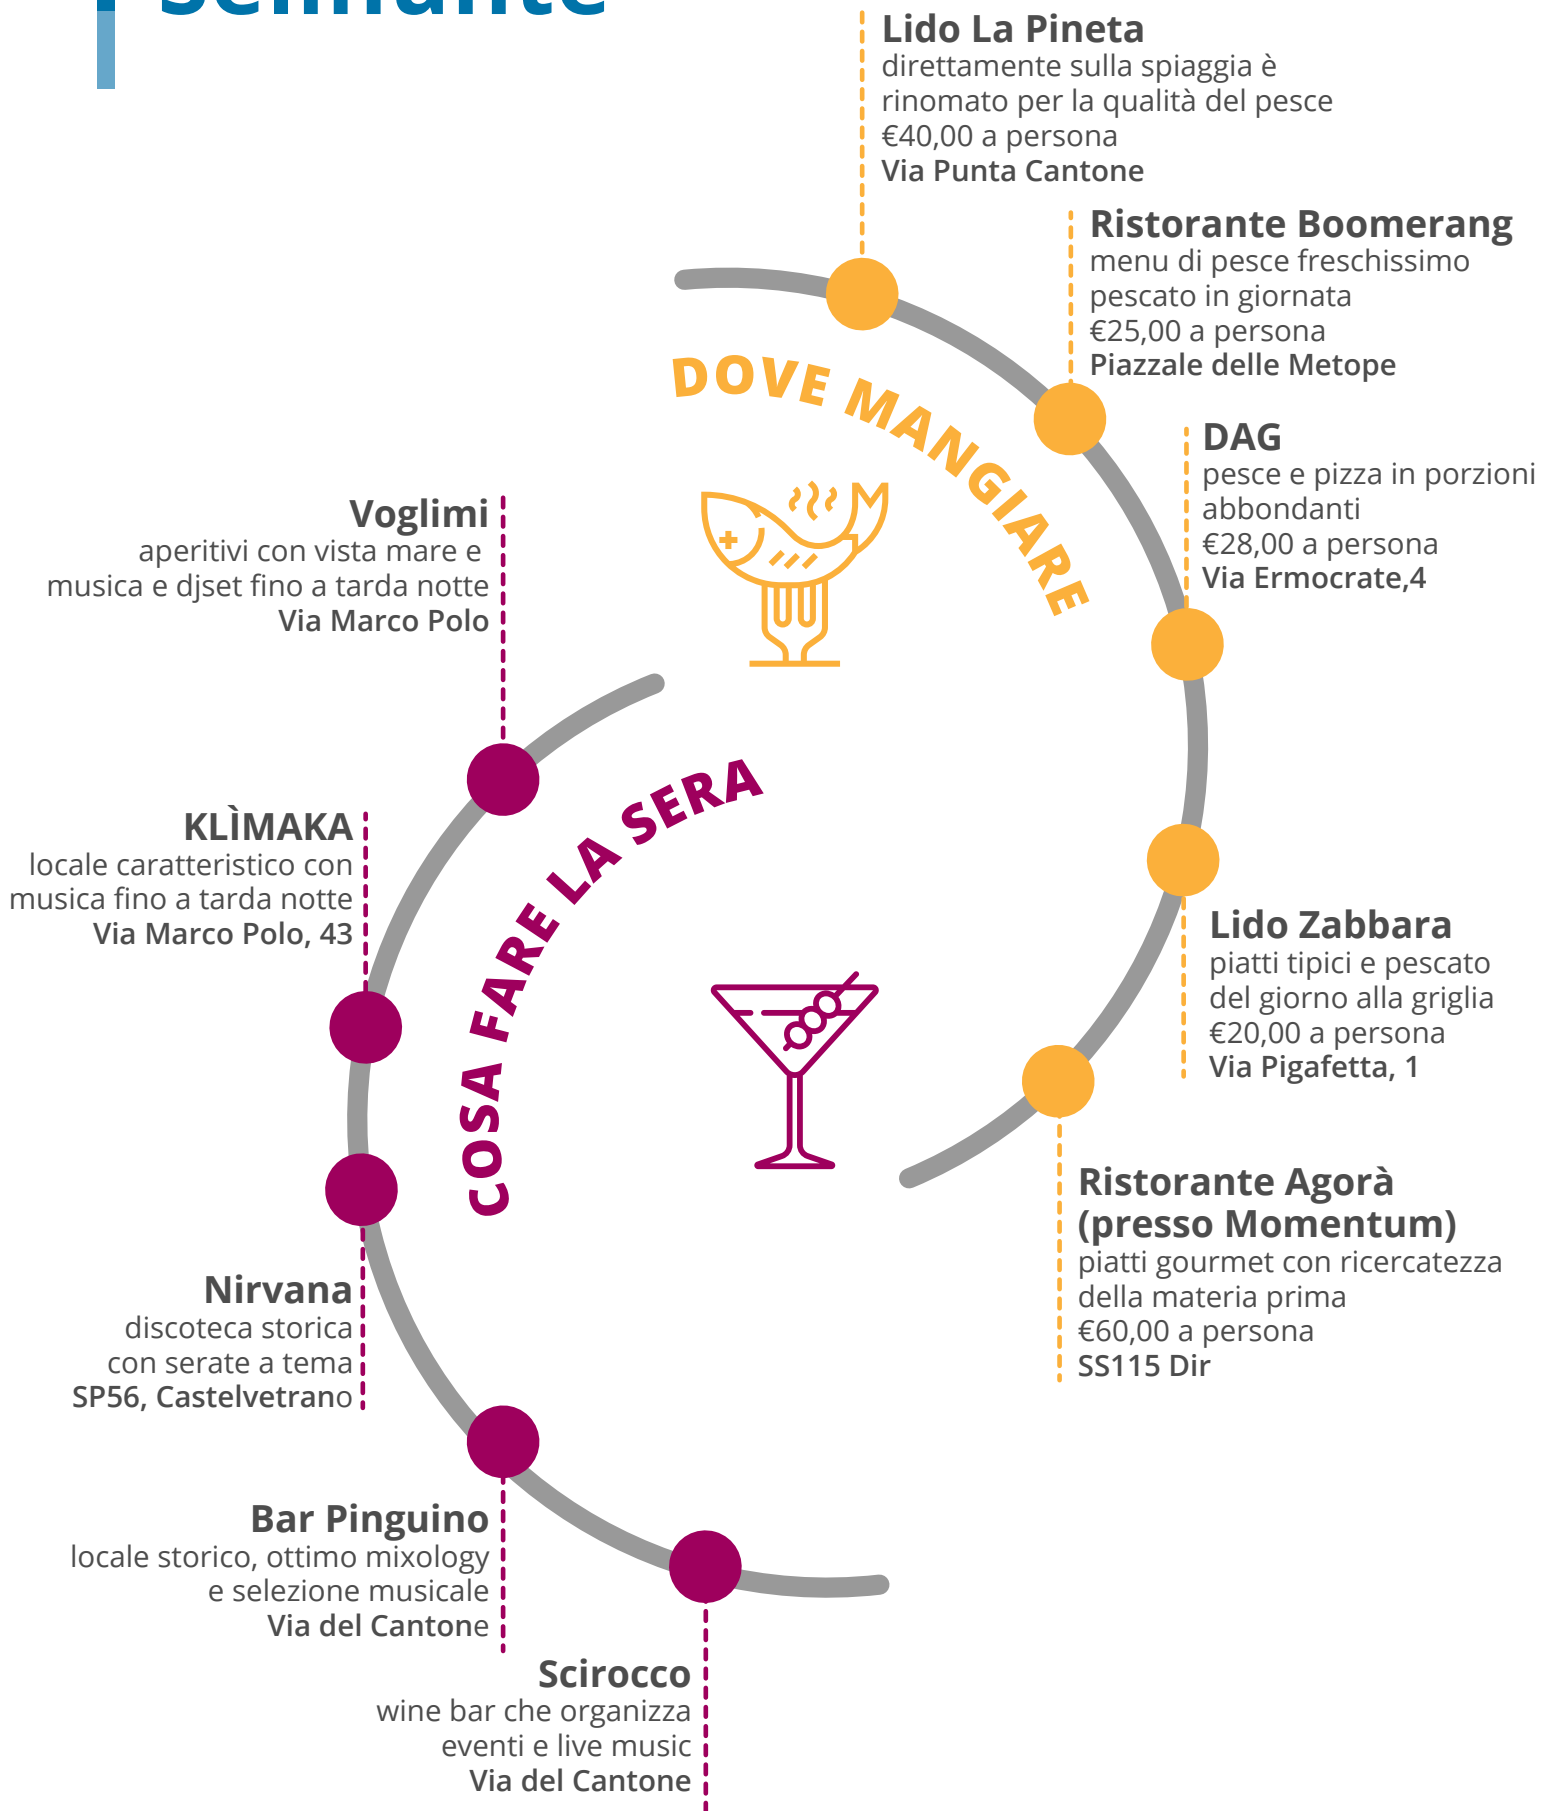 Lido La Pineta
direttamente sulla spiaggia è
rinomato per la qualità del pesce
€40,00 a persona
Via Punta Cantone
Ristorante Boomerang
menu di pesce freschissimo
pescato in giornata
€25,00 a persona
Piazzale delle Metope
DAG
pesce e pizza in porzioni
abbondanti
€28,00 a persona
Via Ermocrate,4
Lido Zabbara
piatti tipici e pescato
del giorno alla griglia
€20,00 a persona
Via Pigafetta, 1
Ristorante Agorà
(presso Momentum)
piatti gourmet con ricercatezza
della materia prima
€60,00 a persona
SS115 Dir
DOVE MANGIARE
COSA FARE LA SERA
Voglimi
aperitivi con vista mare e
musica e djset fino a tarda notte
Via Marco Polo
KLÌMAKA
locale caratteristico con
musica fino a tarda notte
Via Marco Polo, 43
Nirvana
discoteca storica
con serate a tema
SP56, Castelvetrano
Bar Pinguino
locale storico, ottimo mixology
e selezione musicale
Via del Cantone
Scirocco
wine bar che organizza
eventi e live music
Via del Cantone